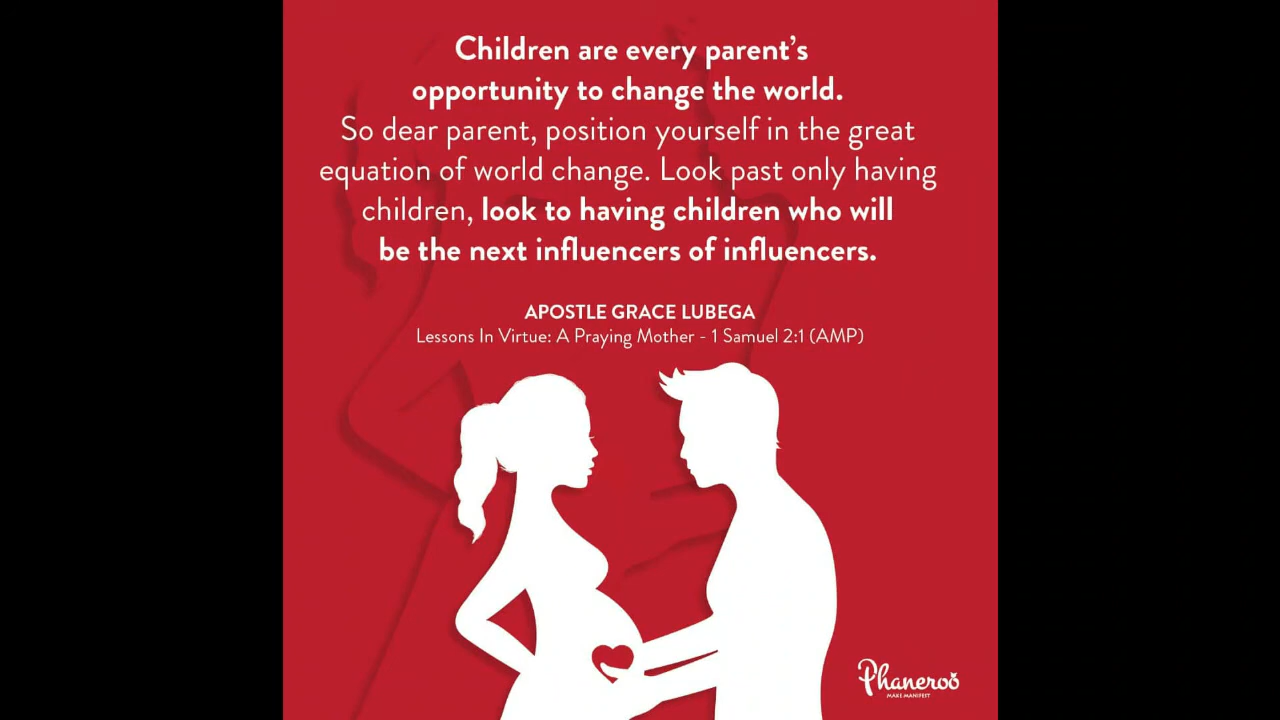 Children are every parent's
opportunity to change the world.
So dear parent, position yourself in the great
equation of world change. Look past only having
children, look to having children who will
be the next influencers of influencers.
APOSTLE GRACE LUBEGA
Lessons In Virtue: A Praying Mother - 1 Samuel 2:1 (AMP)
Phaneroo
MAKE MANIFEST